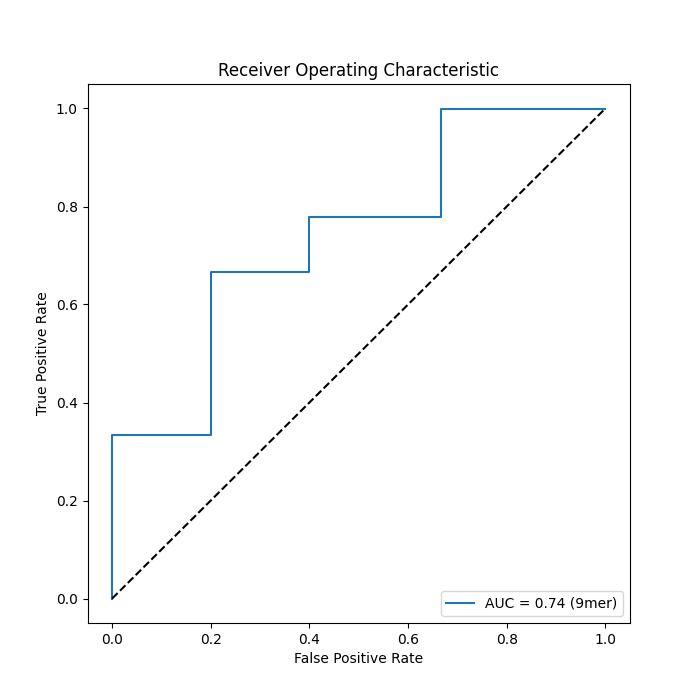 Receiver Operating Characteristic
1.0
0.8
0.6
0.4
0.2
0.0
True Positive Rate
0.0 0.2 0.4 0.6 0.8 1.0
False Positive Rate
AUC = 0.74 (9mer)